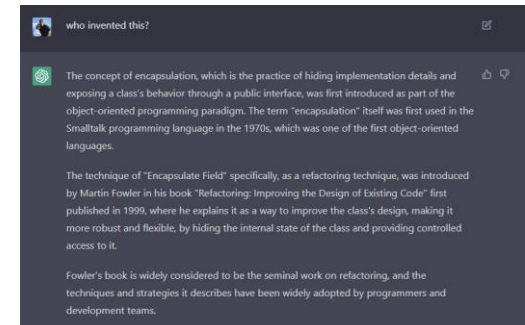 who invented this?
The concept of encapsulation, which is the practice of hiding implementation details and
exposing a class's behavior through a public interface, was first introduced as part of the
object-oriented programming paradigm. The term "encapsulation" itself was first used in the
Smalltalk programming language in the 1970s, which was one of the first object-oriented
languages.
The technique of "Encapsulate Field" specifically, as a refactoring technique, was introduced
by Martin Fowler in his book "Refactoring: Improving the Design of Existing Code" first
published in 1999, where he explains it as a way to improve the class's design, making it
more robust and flexible, by hiding the internal state of the class and providing controlled
access to it.
Fowler's book is widely considered to be the seminal work on refactoring, and the
techniques and strategies it describes have been widely adopted by programmers and
development teams.